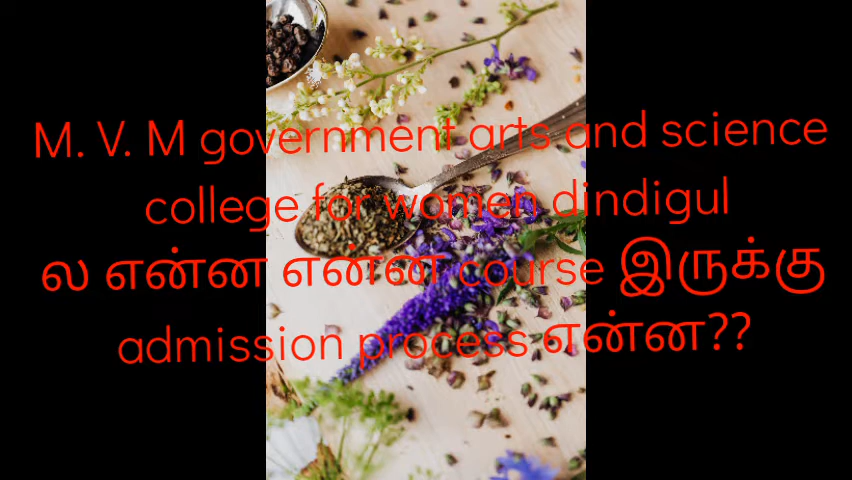 M. V. M government arts and science
college for women dindigul
ல என்ன என்ன course இருக்கு
admission process என்ன??